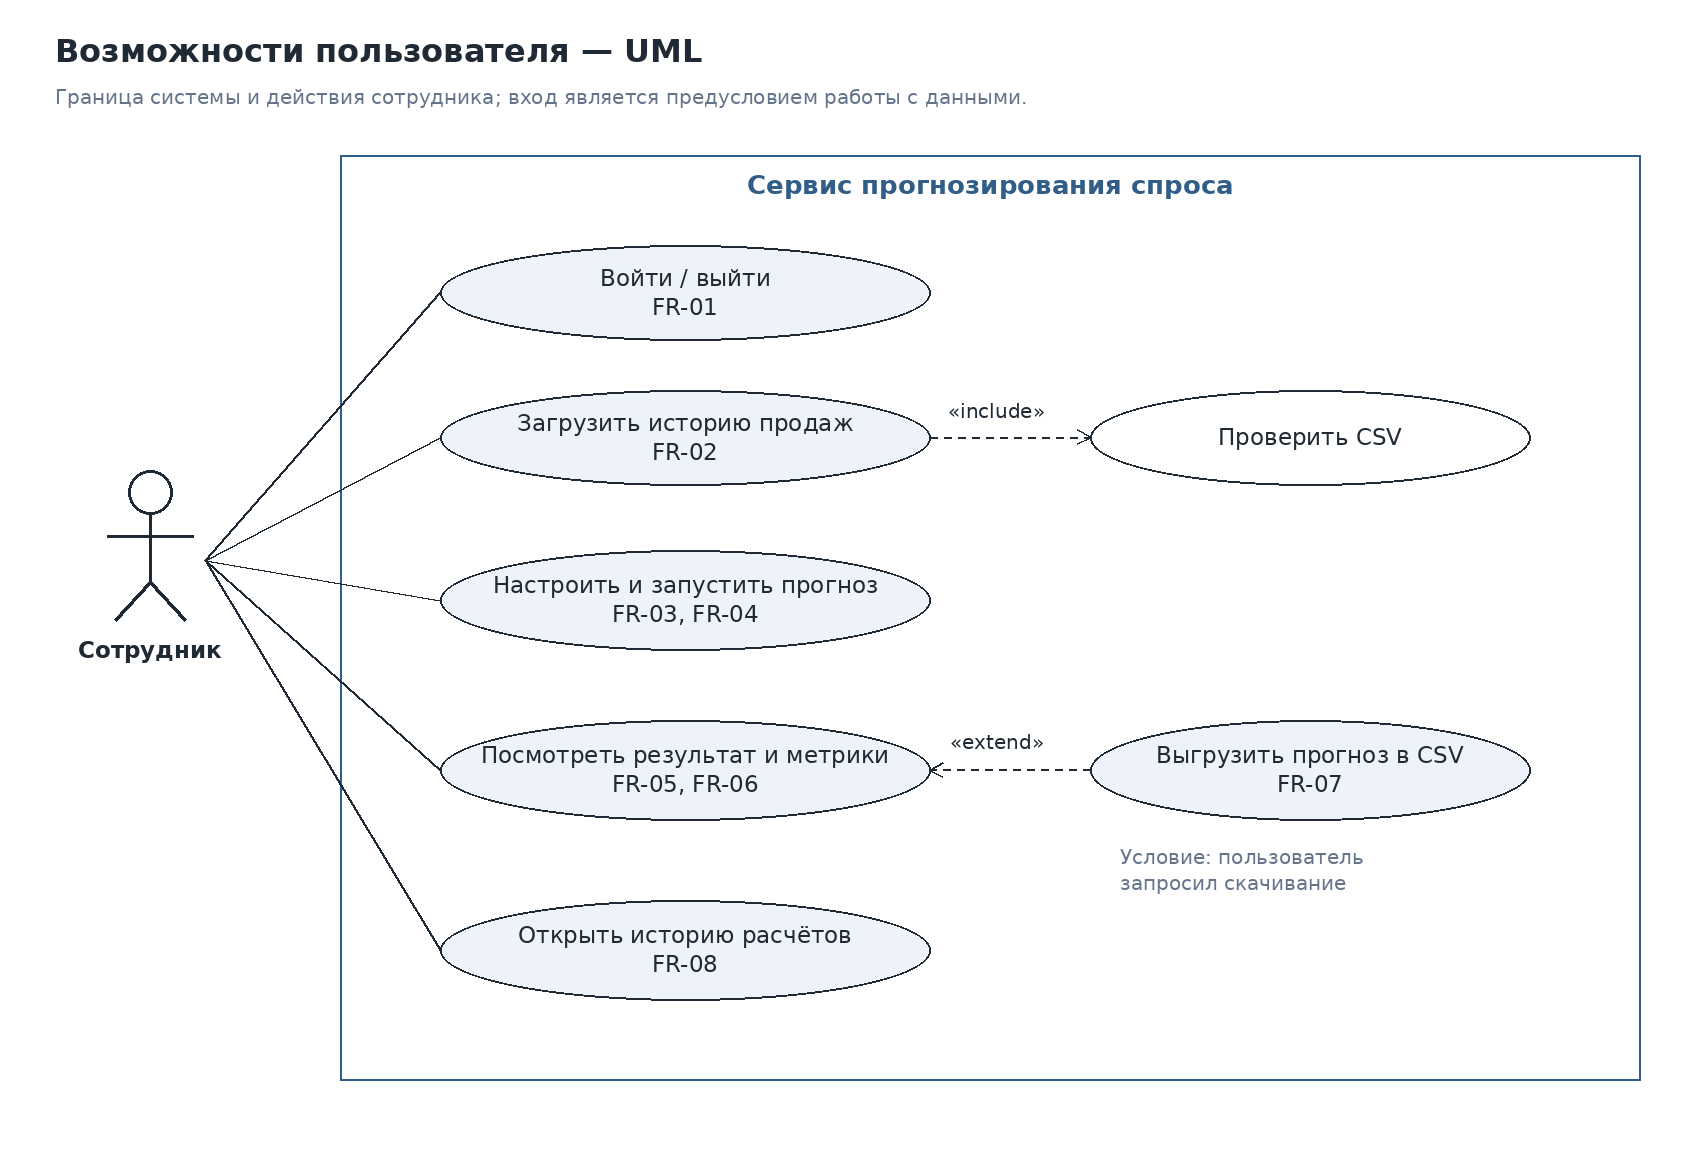 Возможности пользователя — UML
Граница системы и действия сотрудника; вход является предусловием работы с данными.
Сервис прогнозирования спроса
Войти / выйти
FR-01
Загрузить историю продаж
FR-02
«include»
Проверить CSV
Настроить и запустить прогноз
FR-03, FR-04
Сотрудник
Посмотреть результат и метрики
FR-05, FR-06
«extend»
Выгрузить прогноз в CSV
FR-07
Условие: пользователь
запросил скачивание
Открыть историю расчётов
FR-08